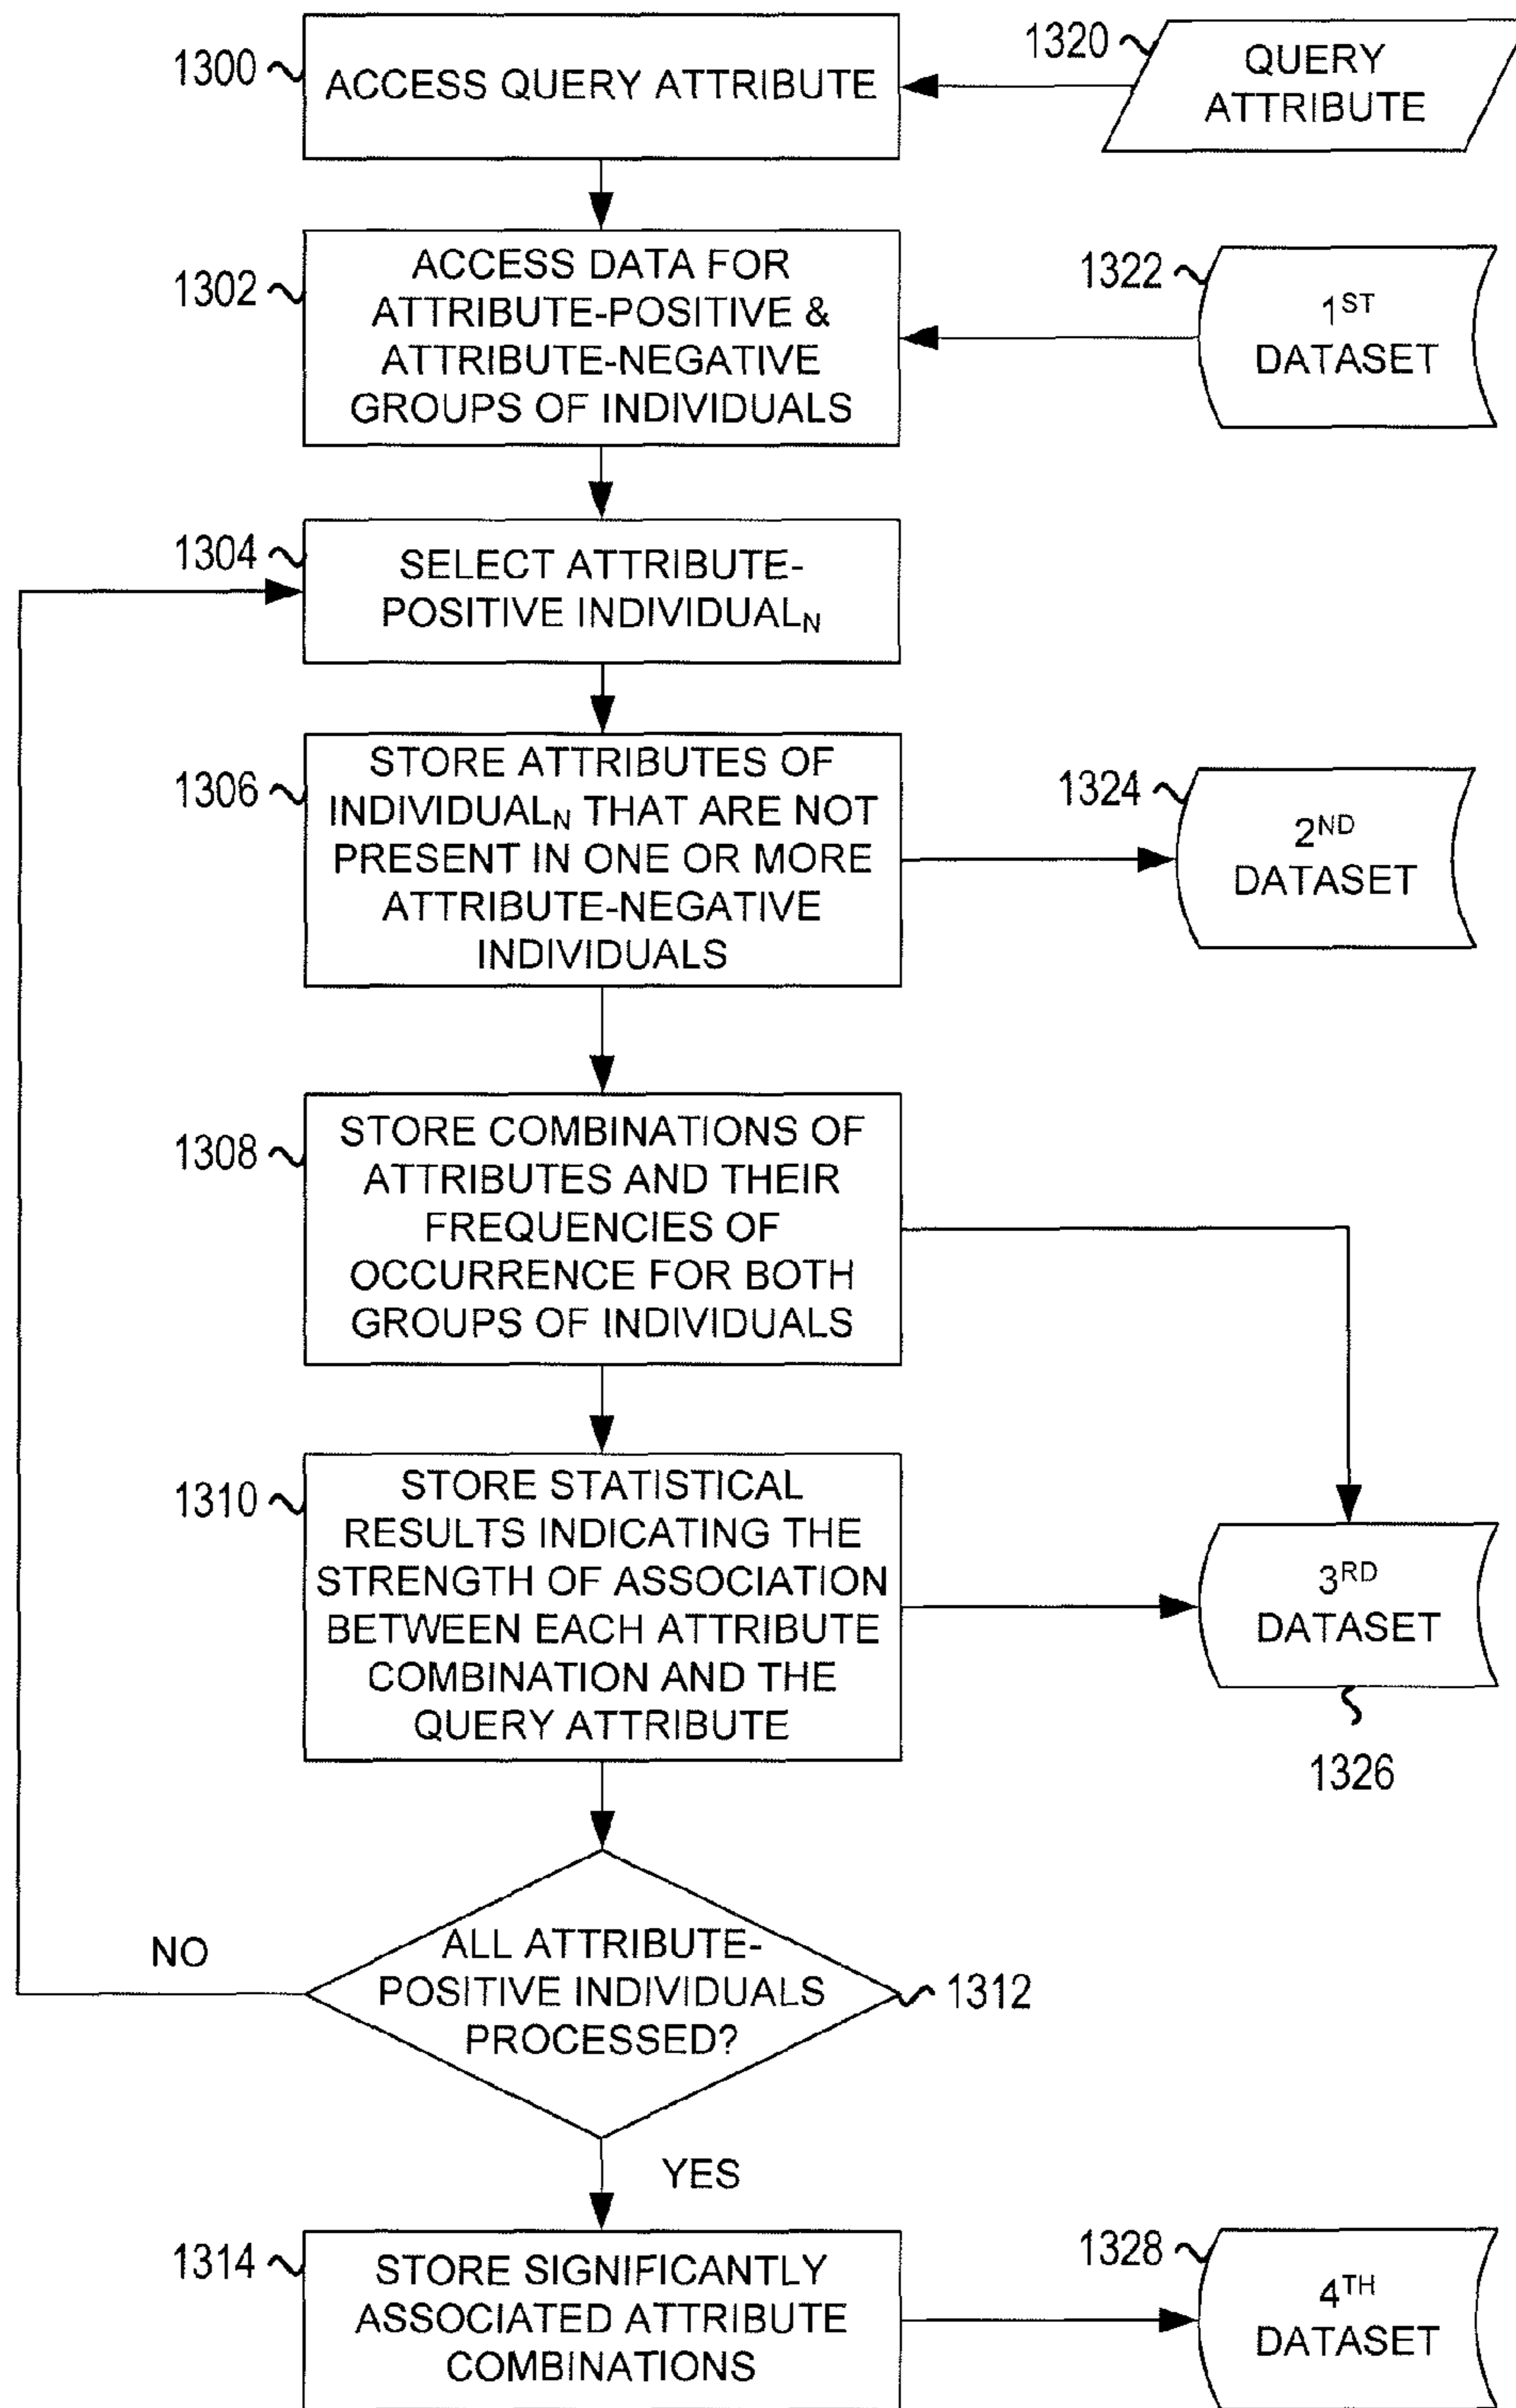 1300
ACCESS QUERY ATTRIBUTE
1320
QUERY
ATTRIBUTE
1302
ACCESS DATA FOR
ATTRIBUTE-POSITIVE &
ATTRIBUTE-NEGATIVE
GROUPS OF INDIVIDUALS
1322
1ST
DATASET
1304
SELECT ATTRIBUTE-
POSITIVE INDIVIDUALN
1306
STORE ATTRIBUTES OF
INDIVIDUALN THAT ARE NOT
PRESENT IN ONE OR MORE
ATTRIBUTE-NEGATIVE
INDIVIDUALS
1324
2ND
DATASET
1308
STORE COMBINATIONS OF
ATTRIBUTES AND THEIR
FREQUENCIES OF
OCCURRENCE FOR BOTH
GROUPS OF INDIVIDUALS
1310
STORE STATISTICAL
RESULTS INDICATING THE
STRENGTH OF ASSOCIATION
BETWEEN EACH ATTRIBUTE
COMBINATION AND THE
QUERY ATTRIBUTE
3RD
DATASET
1326
NO
ALL ATTRIBUTE-
POSITIVE INDIVIDUALS
PROCESSED?
1312
YES
1314
STORE SIGNIFICANTLY
ASSOCIATED ATTRIBUTE
COMBINATIONS
1328
4TH
DATASET